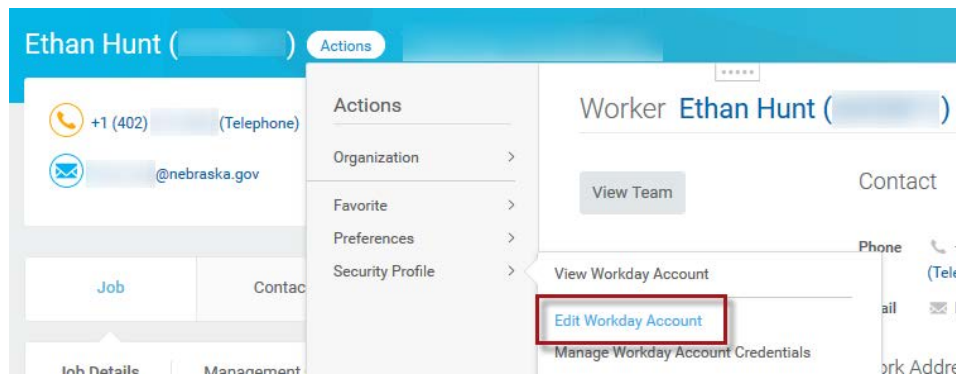 Ethan Hunt ( ) Actions
+1 (402) (Telephone)
@nebraska.gov
Job Contac
Job Details Management
Actions
Organization
Favorite
Preferences
Security Profile
Worker Ethan Hunt ( )
View Team
Contact
Phone
(Tele
ail
View Workday Account
Edit Workday Account
Manage Workday Account Credentials
ork Addre